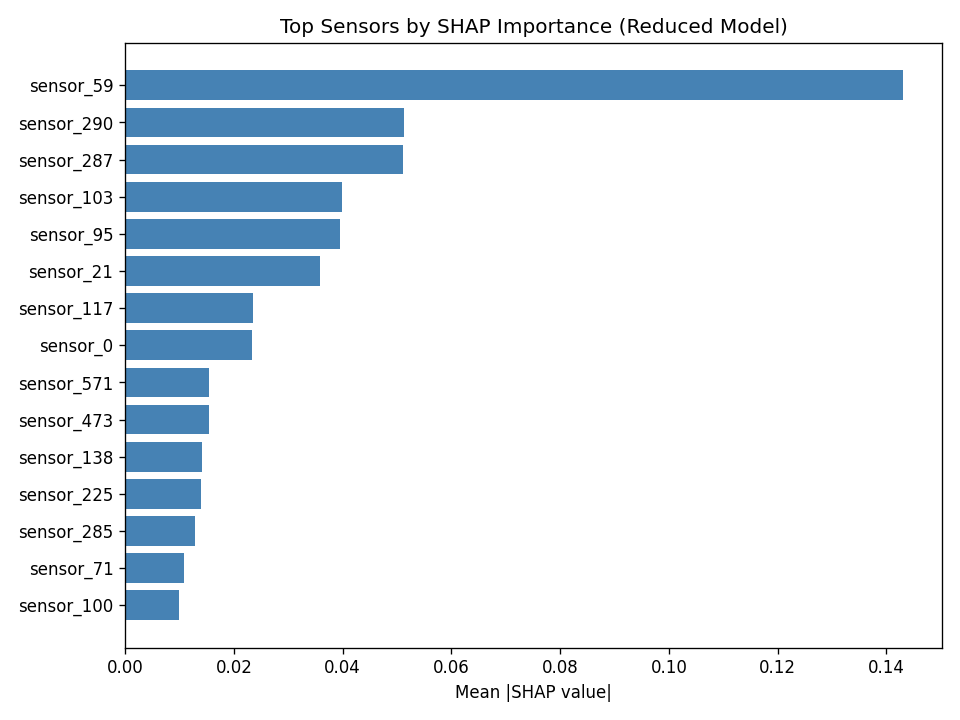 Top Sensors by SHAP Importance (Reduced Model)
sensor_59
sensor_290
sensor_287
sensor_103
sensor_95
sensor_21
sensor_117
sensor_0
sensor_571
sensor_473
sensor_138
sensor_225
sensor_285
sensor_71
sensor_100
0.00 0.02 0.04 0.06 0.08 0.10 0.12 0.14
Mean |SHAP value|